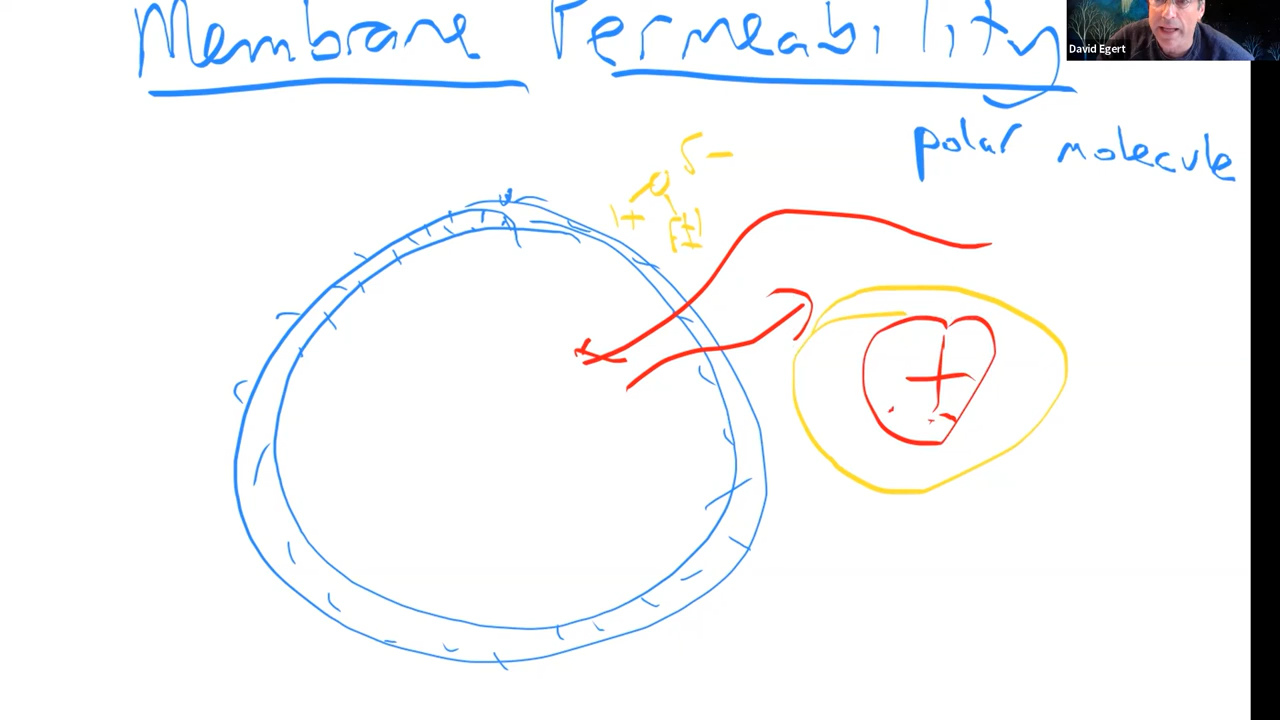 Membrane Permeability
David Egert
polar molecule
δ-
O
H+
H+
+